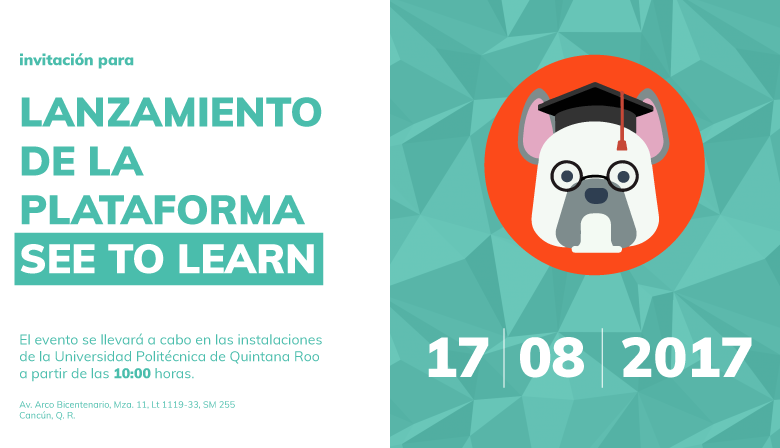 invitación para
LANZAMIENTO
DE LA
PLATAFORMA
SEE TO LEARN
El evento se llevará a cabo en las instalaciones
de la Universidad Politécnica de Quintana Roo
a partir de las 10:00 horas.
Av. Arco Bicentenario, Mza. 11, Lt 1119-33, SM 255
Cancún, Q. R.
17 | 08 | 2017